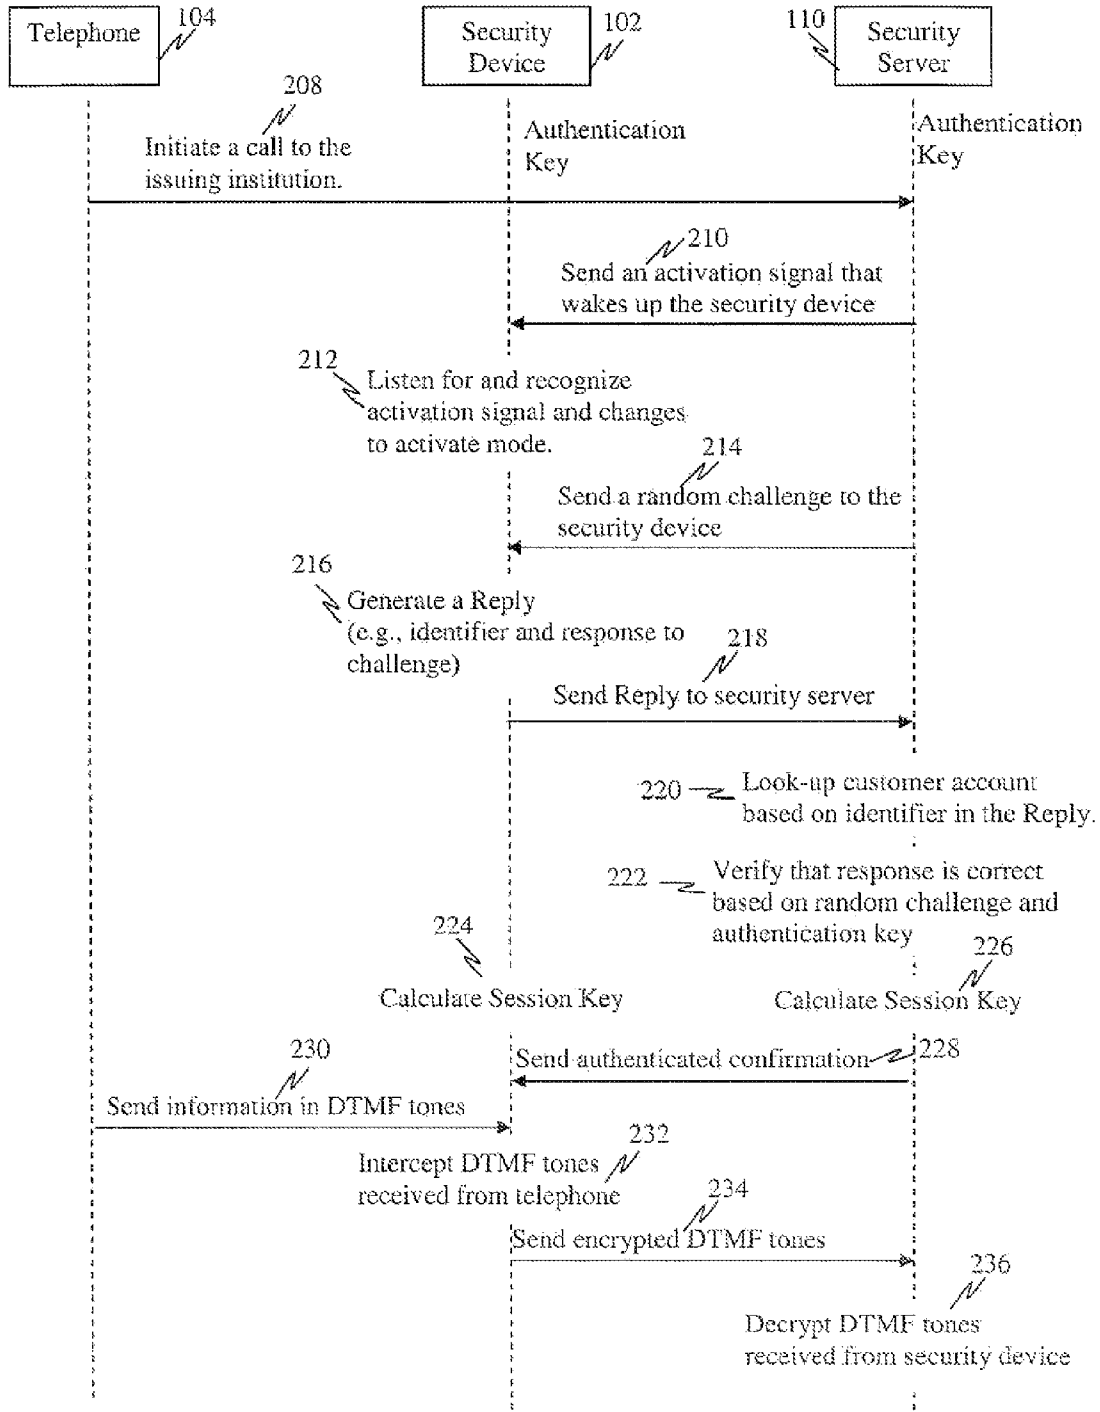 Telephone
104
Security
Device
102
110
Security
Server
208
Authentication
Key
Authentication
Key
Initiate a call to the
issuing institution.
210
Send an activation signal that
wakes up the security device
212
Listen for and recognize
activation signal and changes
to activate mode.
214
Send a random challenge to the
security device
216
Generate a Reply
(e.g., identifier and response to
challenge)
218
Send Reply to security server
220
Look-up customer account
based on identifier in the Reply.
222
Verify that response is correct
based on random challenge and
authentication key
224
Calculate Session Key
226
Calculate Session Key
Send authenticated confirmation
228
230
Send information in DTMF tones
232
Intercept DTMF tones
received from telephone
234
Send encrypted DTMF tones
236
Decrypt DTMF tones
received from security device